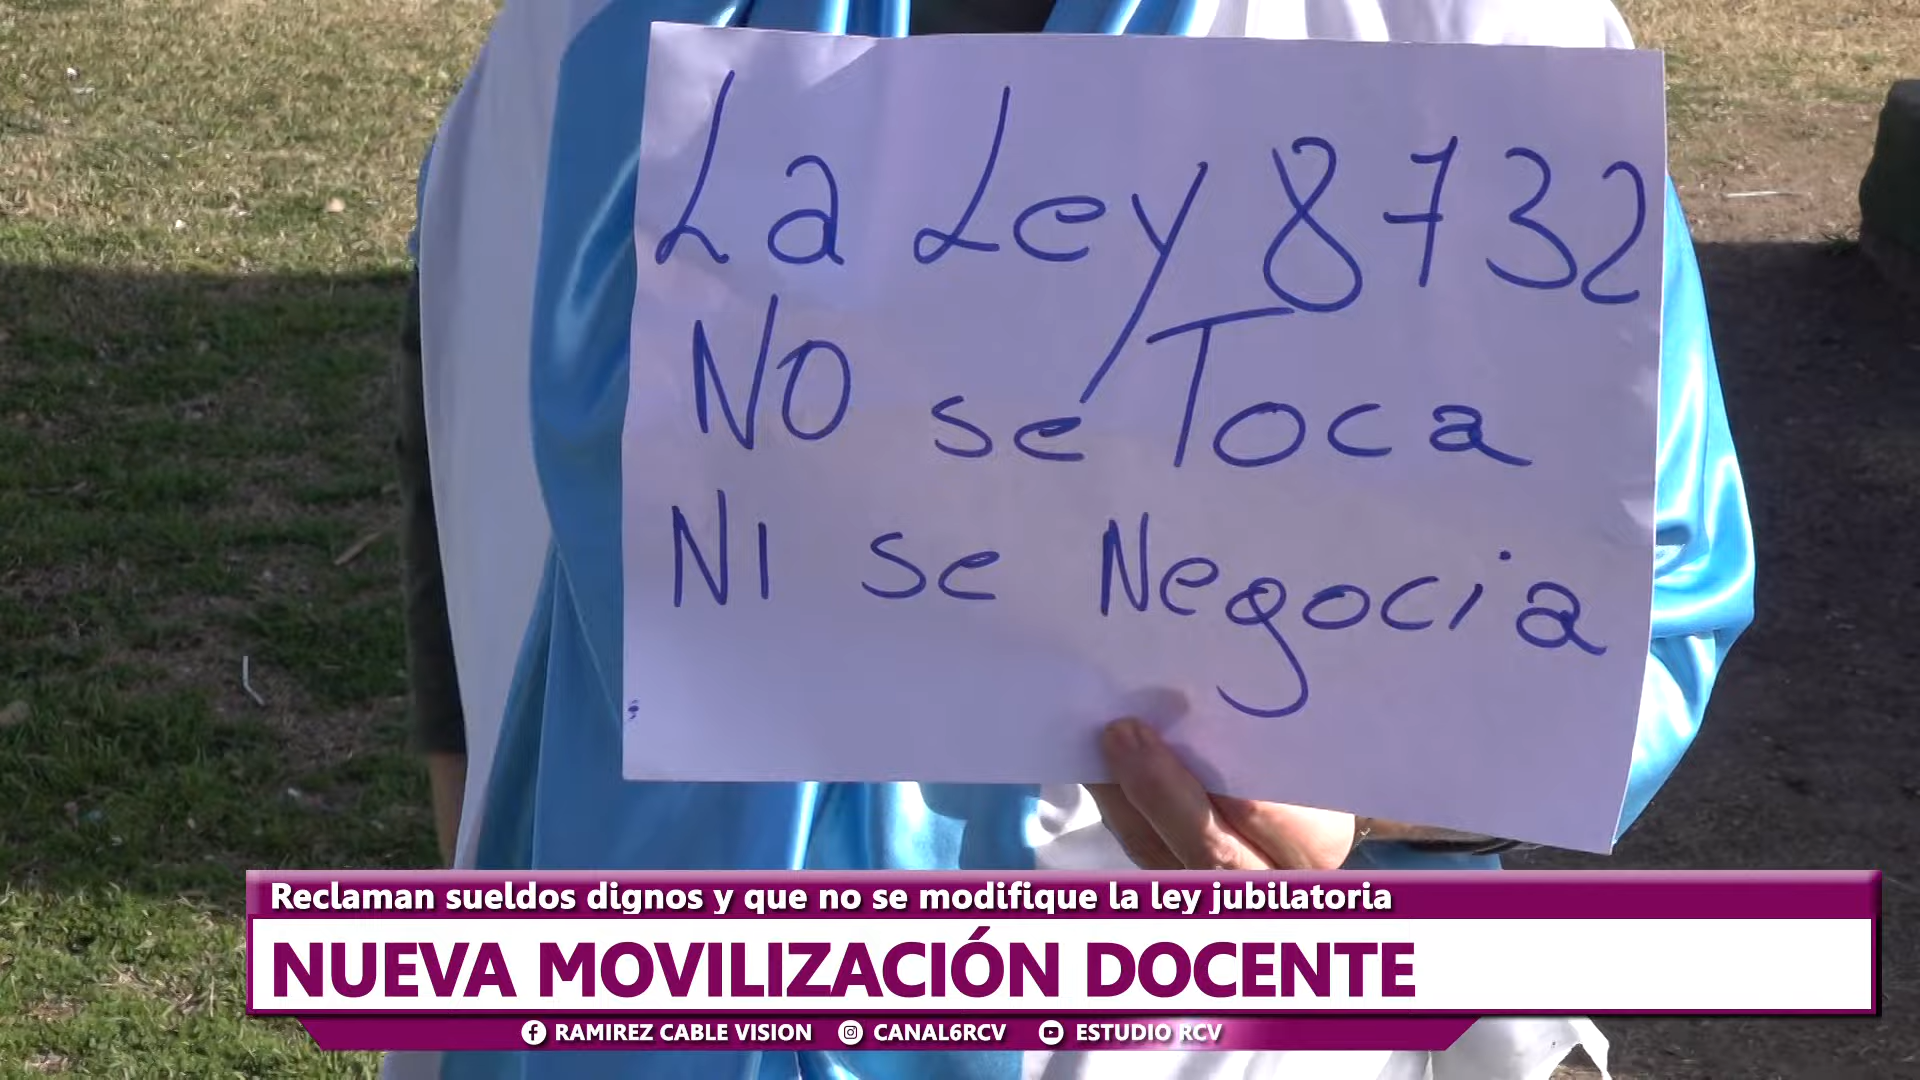 La Ley 8732
NO se Toca
NI se Negocia
Reclaman sueldos dignos y que no se modifique la ley jubilatoria
NUEVA MOVILIZACIÓN DOCENTE
RAMIREZ CABLE VISION CANAL6RCV ESTUDIO RCV